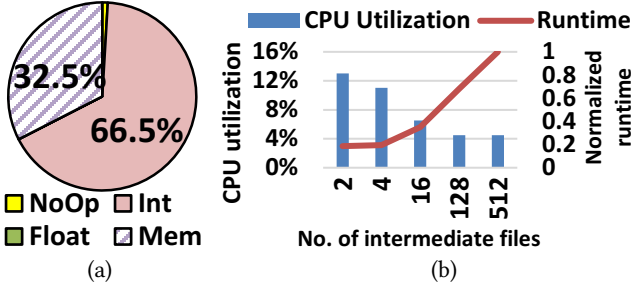 32.5%
66.5%
NoOp Int
Float Mem
(a)
CPU Utilization Runtime
CPU utilization
16%
12%
8%
4%
0%
1
0.8
0.6
0.4
0.2
0
Normalized
runtime
2 4 16 128 512
No. of intermediate files
(b)